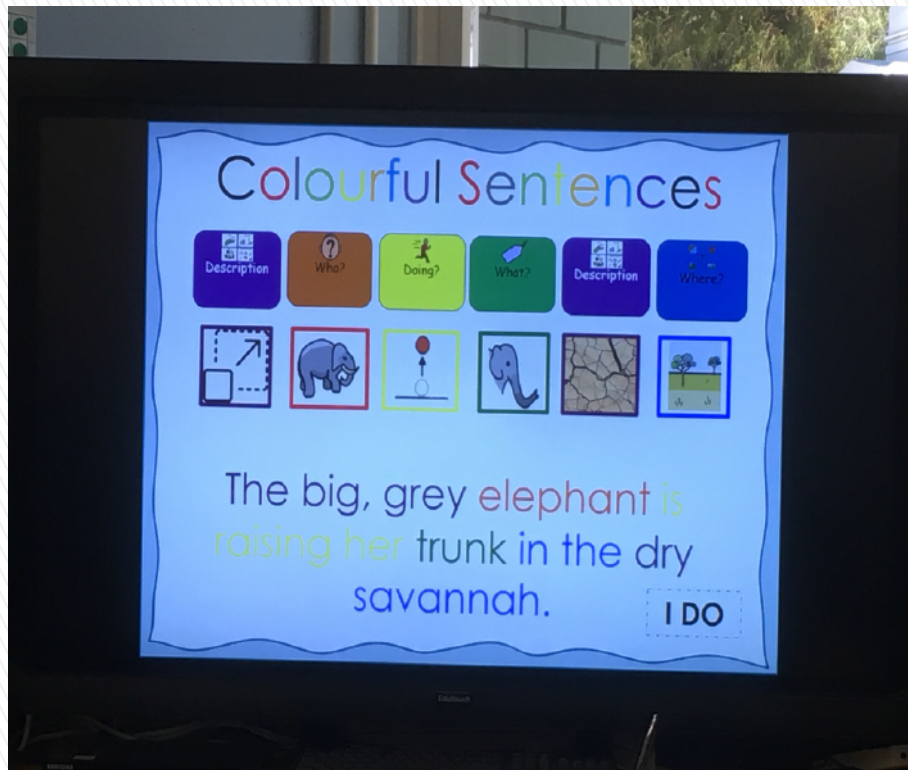 Colourful Sentences
Description Who? Doing? What? Description Where?
?
The big, grey elephant is
raising her trunk in the dry
savannah.
I DO